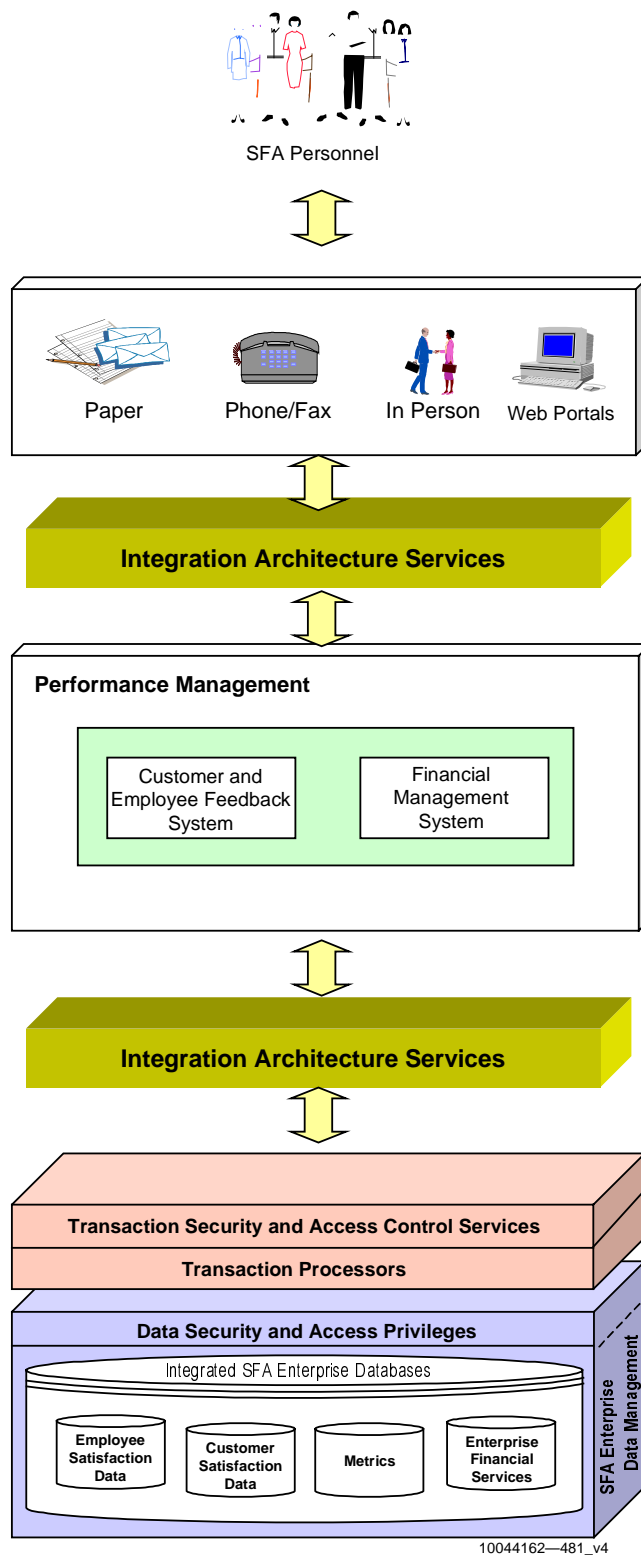 SFA Personnel
Paper
Phone/Fax
In Person
Web Portals
Integration Architecture Services
Performance Management
Customer and
Employee Feedback
System
Financial
Management
System
Integration Architecture Services
Transaction Security and Access Control Services
Transaction Processors
Data Security and Access Privileges
Integrated SFA Enterprise Databases
Employee
Satisfaction
Data
Customer
Satisfaction
Data
Metrics
Enterprise
Financial
Services
SFA Enterprise
Data Management
10044162—481_v4